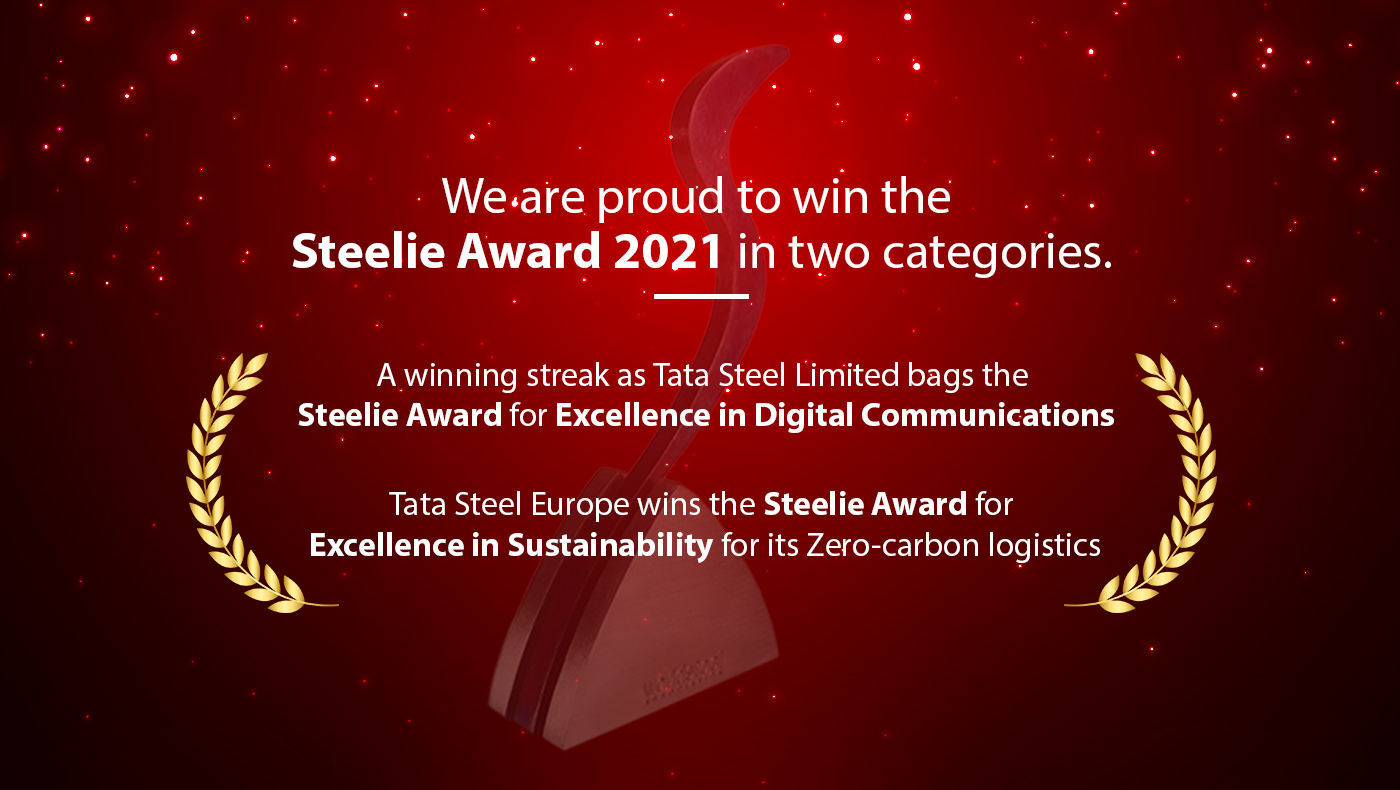 We are proud to win the
Steelie Award 2021 in two categories.
A winning streak as Tata Steel Limited bags the
Steelie Award for Excellence in Digital Communications
Tata Steel Europe wins the Steelie Award for
Excellence in Sustainability for its Zero-carbon logistics